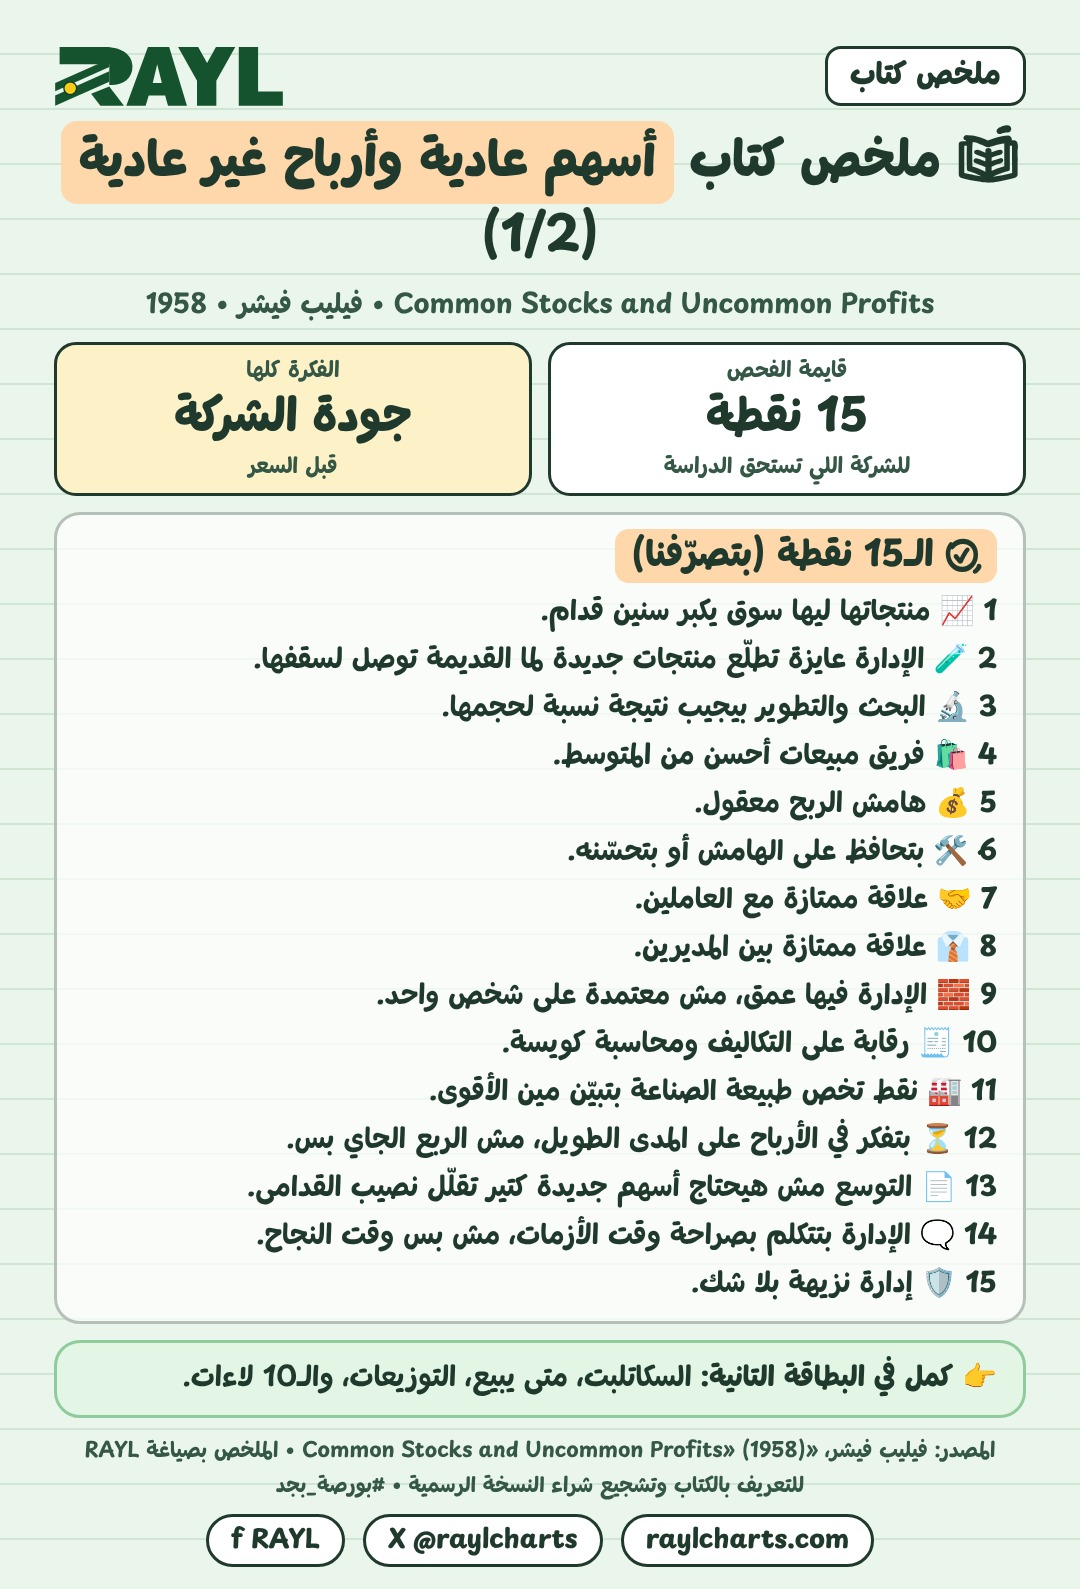 RAYL
ملخص كتاب
ملخص كتاب أسهم عادية وأرباح غير عادية
(1/2)
Common Stocks and Uncommon Profits • فيليب فيشر • 1958
قايمة الفحص
15 نقطة
للشركة اللي تستحق الدراسة
الفكرة كلها
جودة الشركة
قبل السعر
الـ15 نقطة (بتصرّفنا)
1 📈 منتجاتها ليها سوق يكبر سنين قدام.
2 🧪 الإدارة عايزة تطلّع منتجات جديدة لما القديمة توصل لسقفها.
3 🔬 البحث والتطوير بيجيب نتيجة نسبة لحجمها.
4 🛍️ فريق مبيعات أحسن من المتوسط.
5 💰 هامش الربح معقول.
6 🛠️ بتحافظ على الهامش أو بتحسّنه.
7 🤝 علاقة ممتازة مع العاملين.
8 👔 علاقة ممتازة بين المديرين.
9 🧱 الإدارة فيها عمق، مش معتمدة على شخص واحد.
10 🧾 رقابة على التكاليف ومحاسبة كويسة.
11 🏭 نقط تخص طبيعة الصناعة بتبيّن مين الأقوى.
12 ⏳ بتفكر في الأرباح على المدى الطويل، مش الربع الجاي بس.
13 📄 التوسع مش هيحتاج أسهم جديدة كتير تقلّل نصيب القدامى.
14 🗨️ الإدارة بتتكلم بصراحة وقت الأزمات، مش بس وقت النجاح.
15 🛡️ إدارة نزيهة بلا شك.
👉 كمل في البطاقة التانية: السكاتلبت، متى يبيع، التوزيعات، والـ10 لاءات.
المصدر: فيليب فيشر، «Common Stocks and Uncommon Profits» (1958) • الملخص بصياغة RAYL
للتعريف بالكتاب وتشجيع شراء النسخة الرسمية • #بورصة_بجد
raylcharts.com
X @raylcharts
f RAYL